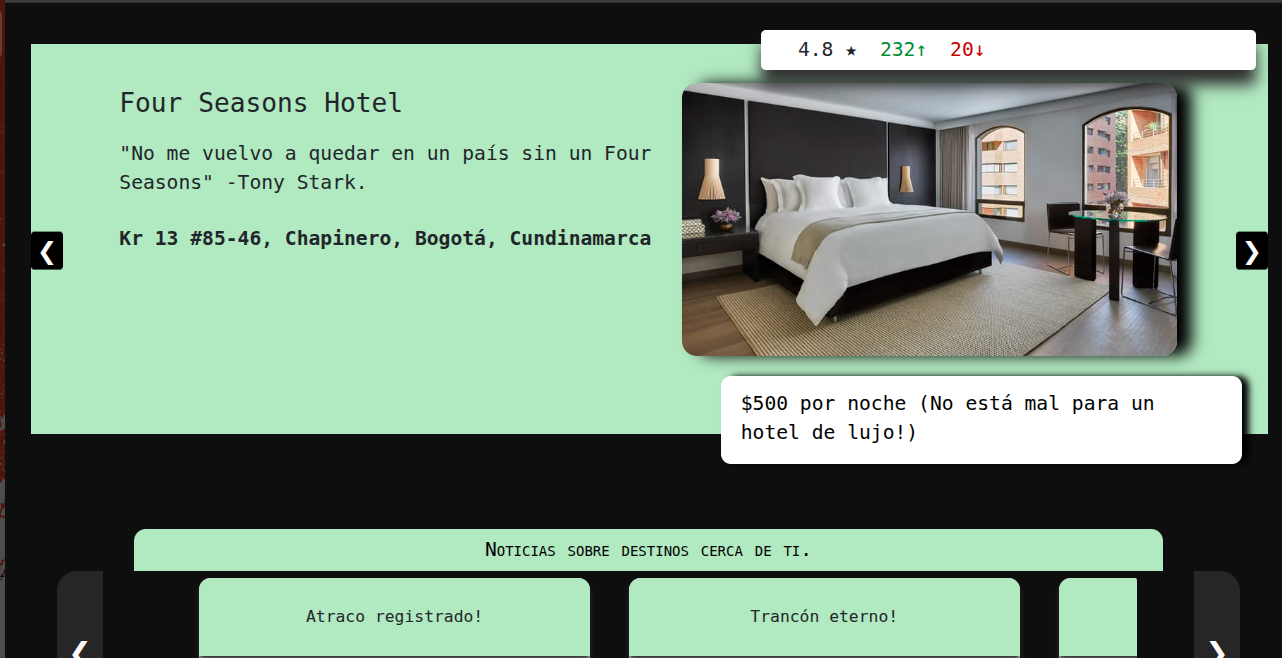 4.8 ★ 232↑ 20↓
Four Seasons Hotel
"No me vuelvo a quedar en un país sin un Four
Seasons" -Tony Stark.
Kr 13 #85-46, Chapinero, Bogotá, Cundinamarca
❮
❯
$500 por noche (No está mal para un
hotel de lujo!)
Noticias sobre destinos cerca de ti.
Atraco registrado!
Trancón eterno!
❮
❯